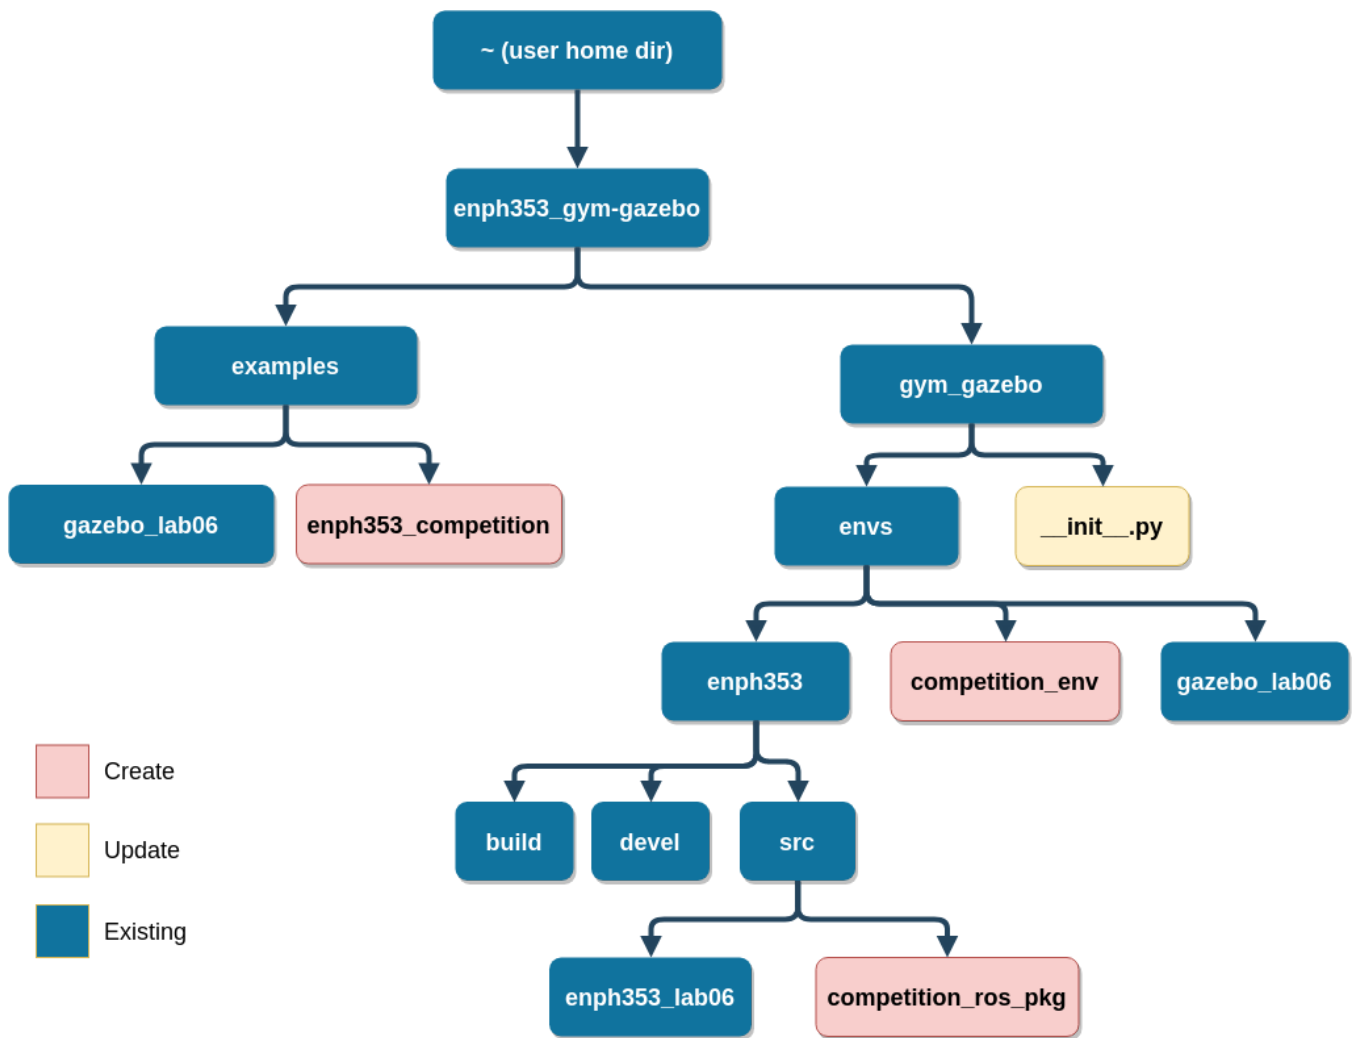 ~ (user home dir)
enph353_gym-gazebo
examples
gym_gazebo
gazebo_lab06
enph353_competition
envs
__init__.py
enph353
competition_env
gazebo_lab06
Create
Update
Existing
build
devel
src
enph353_lab06
competition_ros_pkg